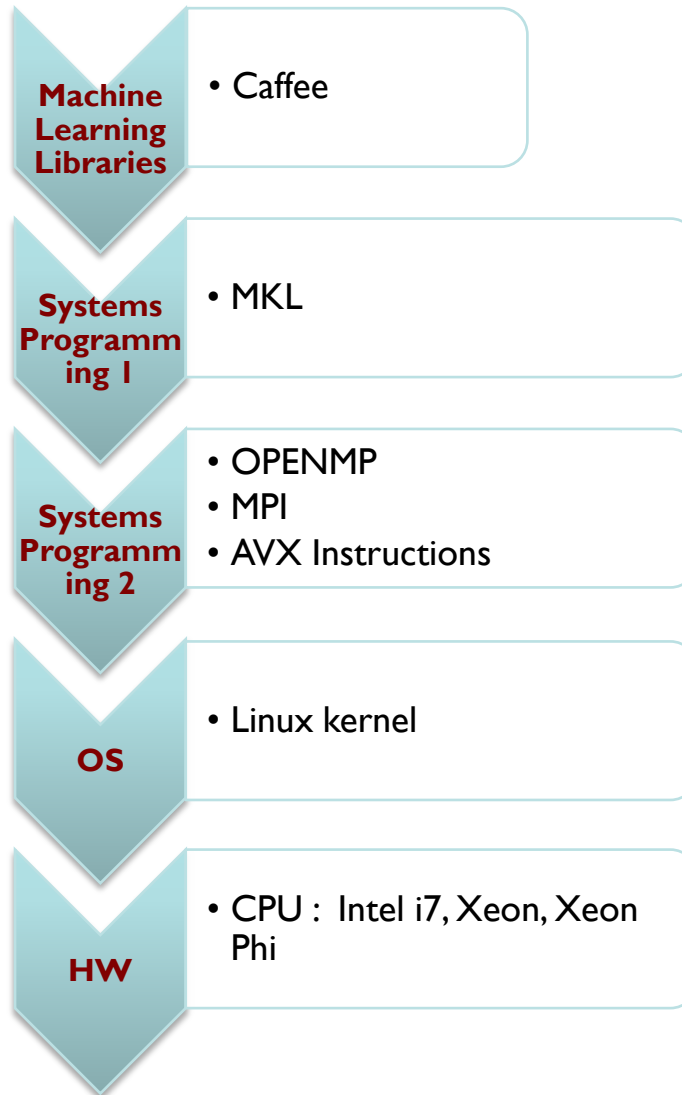 Machine
Learning
Libraries
• Caffee
Systems
Programm
ing 1
• MKL
Systems
Programm
ing 2
• OPENMP
• MPI
• AVX Instructions
OS
• Linux kernel
HW
• CPU : Intel i7, Xeon, Xeon
Phi